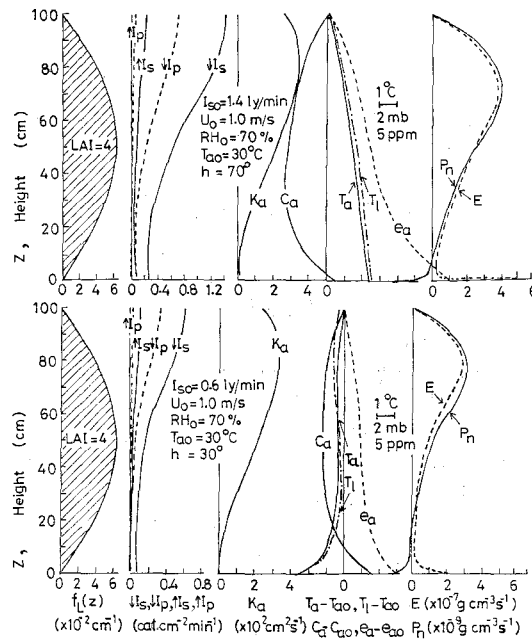 Z, Height (cm)
100
80
60
40
20
0
LAI=4
↑Ip
↑Is
↓Ip
↓Is
Iso=1.4 ly/min
Uo=1.0 m/s
RHo=70 %
Tao=30°C
h = 70°
Ka
Ca
Ta
Tl
ea
1°C
2 mb
5 ppm
Pn
E
0 2 4 6
0 0.4 0.8 1.2
0 2 4
0
0 2 4 6
Z, Height (cm)
100
80
60
40
20
0
LAI=4
↑Ip
↑Is
↓Ip
↓Is
Iso=0.6 ly/min
Uo=1.0 m/s
RHo=70 %
Tao=30°C
h = 30°
Ka
Ca
Ta
Tl
ea
1°C
2 mb
5 ppm
E
Pn
0 2 4 6
0 0.4 0.8
0 2 4
0
0 2 4 6
fL(z)
(x10⁻²cm⁻¹)
↓Is,↓Ip,↑Is,↑Ip
(cal.cm⁻²min⁻¹)
Ka
(x10²cm²s⁻¹)
Ta-Tao, Tl-Tao
Ca-Cao, ea-eao
E (x10⁻⁷g cm⁻³s⁻¹)
Pn(x10⁻⁹g cm⁻³s⁻¹)